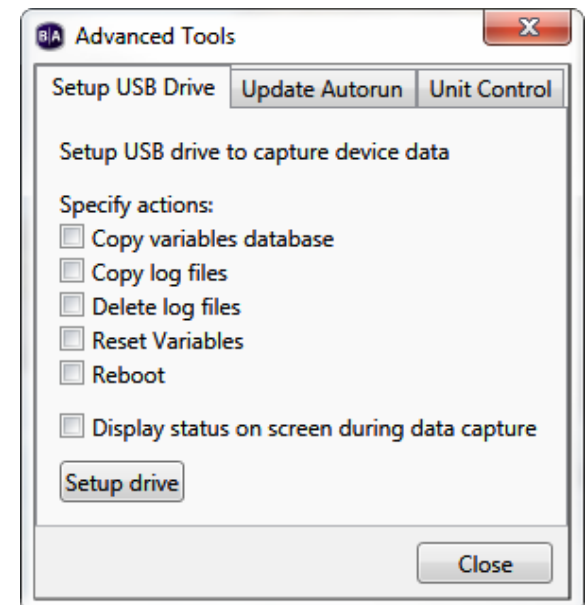 BA Advanced Tools
Setup USB Drive Update Autorun Unit Control
Setup USB drive to capture device data
Specify actions:
Copy variables database
Copy log files
Delete log files
Reset Variables
Reboot
Display status on screen during data capture
Setup drive
Close